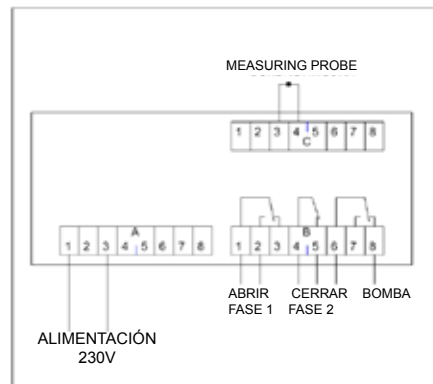 MEASURING PROBE
1 2 3 4 5 6 7 8
C
A
1 2 3 4 5 6 7 8
B
1 2 3 4 5 6 7 8
ABRIR
FASE 1
CERRAR
FASE 2
BOMBA
ALIMENTACIÓN
230V